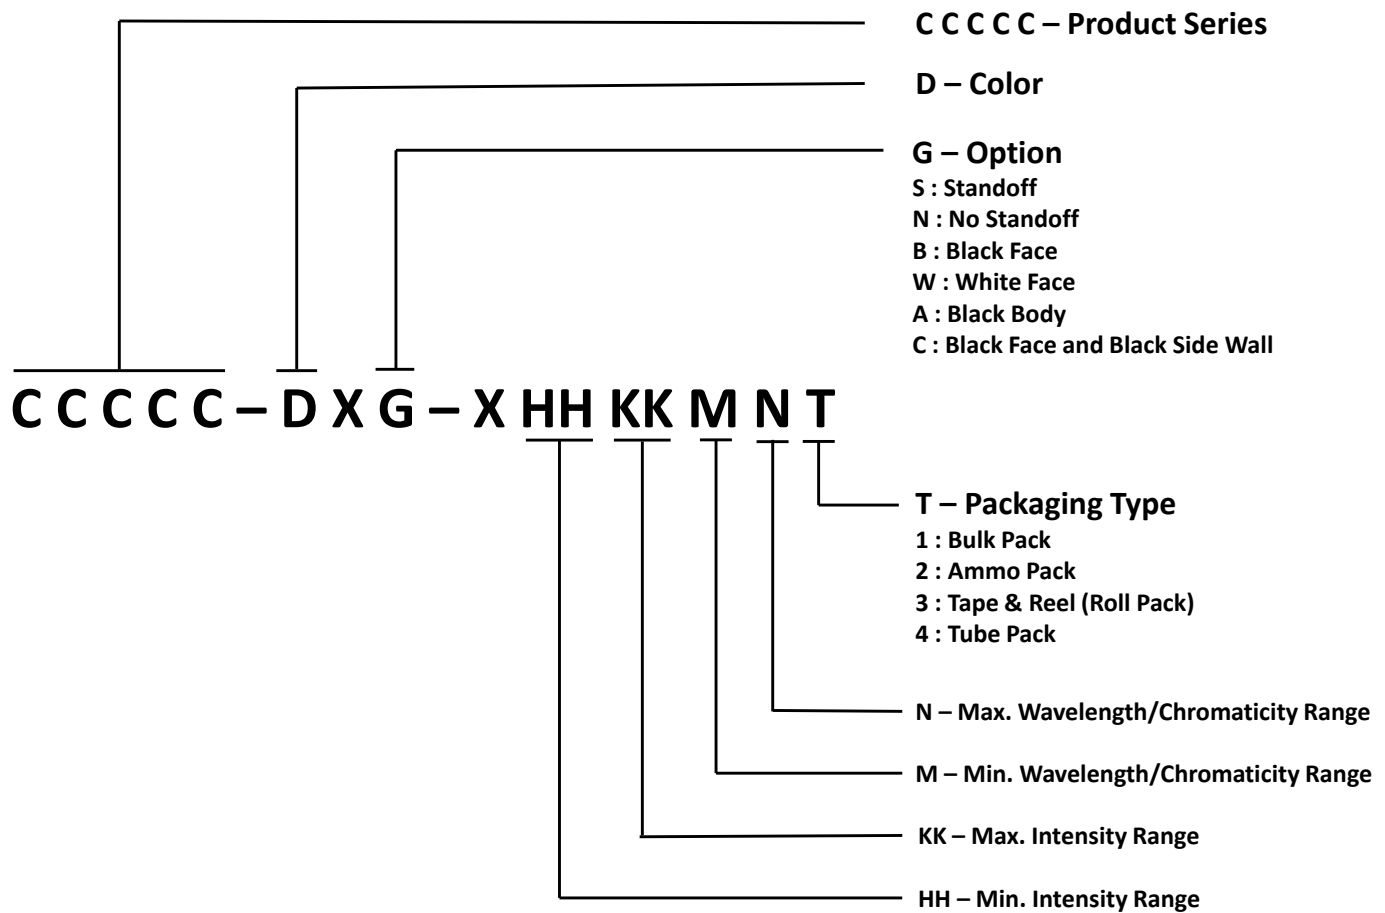 C C C C C – Product Series
D – Color
G – Option
S : Standoff
N : No Standoff
B : Black Face
W : White Face
A : Black Body
C : Black Face and Black Side Wall
C C C C C – D X G – X HH KK M N T
T – Packaging Type
1 : Bulk Pack
2 : Ammo Pack
3 : Tape & Reel (Roll Pack)
4 : Tube Pack
N – Max. Wavelength/Chromaticity Range
M – Min. Wavelength/Chromaticity Range
KK – Max. Intensity Range
HH – Min. Intensity Range